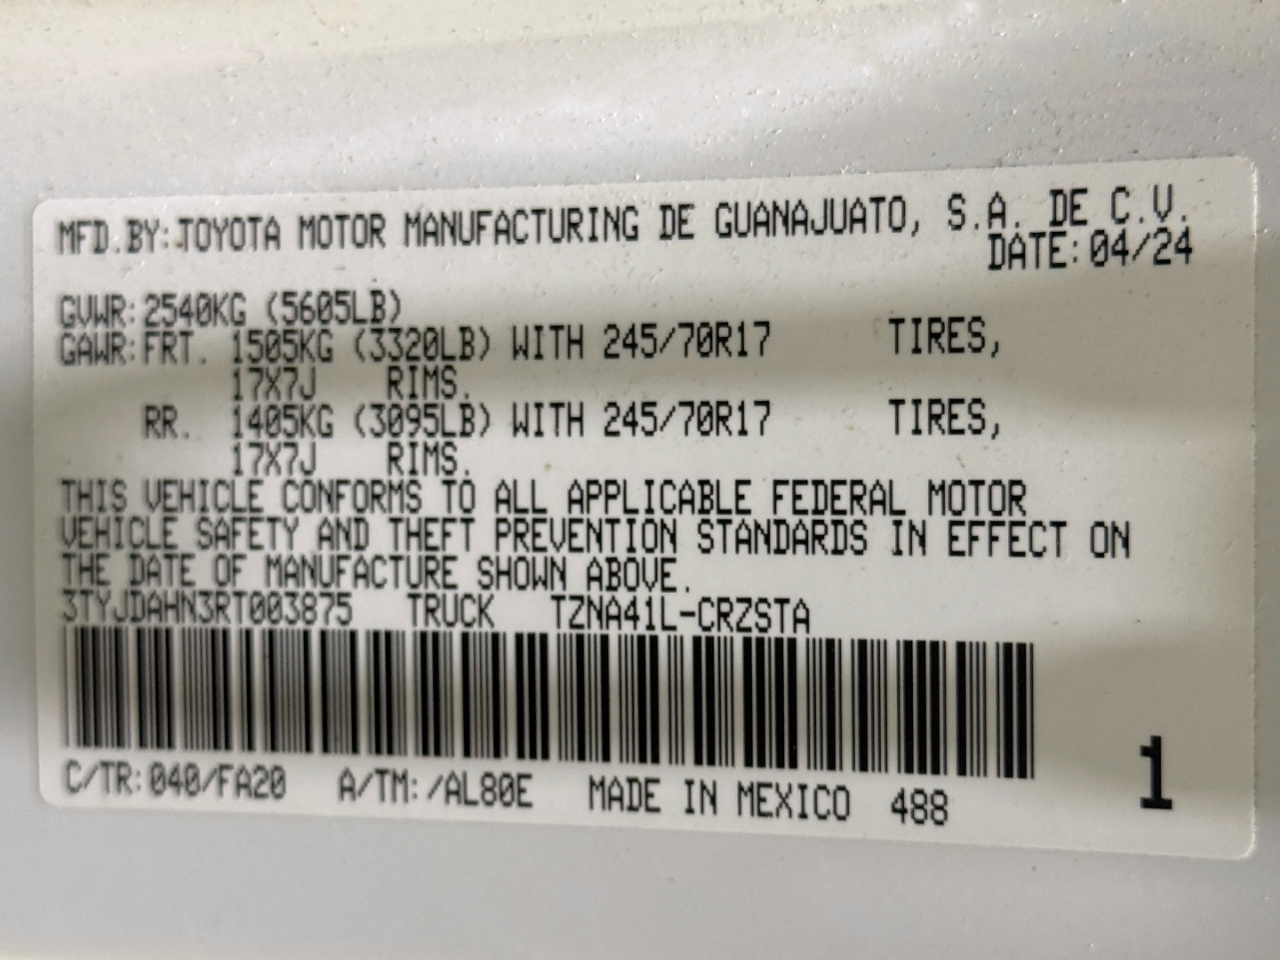 MFD.BY:TOYOTA MOTOR MANUFACTURING DE GUANAJUATO, S.A. DE C.V.
DATE:04/24
GVWR:2540KG (5605LB)
GAWR:FRT. 1505KG (3320LB) WITH 245/70R17 TIRES,
17X7J RIMS.
RR. 1405KG (3095LB) WITH 245/70R17 TIRES,
17X7J RIMS.
THIS VEHICLE CONFORMS TO ALL APPLICABLE FEDERAL MOTOR
VEHICLE SAFETY AND THEFT PREVENTION STANDARDS IN EFFECT ON
THE DATE OF MANUFACTURE SHOWN ABOVE.
3TYJDAHN3RT003875 TRUCK TZNA41L-CRZSTA
C/TR:040/FA20 A/TM:/AL80E MADE IN MEXICO 488
1